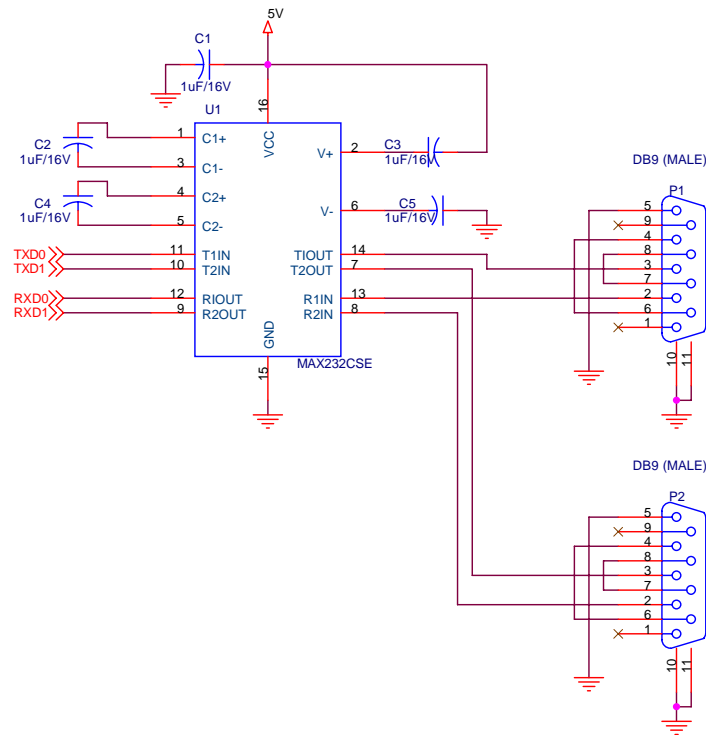 5V
C1
1uF/16V
U1
16
VCC
C2
1uF/16V
1
C1+
3
C1-
V+
2
C3
1uF/16V
C4
1uF/16V
4
C2+
5
C2-
V-
6
C5
1uF/16V
TXD0
11
T1IN
TIOUT
14
TXD1
10
T2IN
T2OUT
7
RXD0
12
RIOUT
R1IN
13
RXD1
9
R2OUT
R2IN
8
GND
15
MAX232CSE
DB9 (MALE)
P1
5
9
4
8
3
7
2
6
1
10
11
DB9 (MALE)
P2
5
9
4
8
3
7
2
6
1
10
11